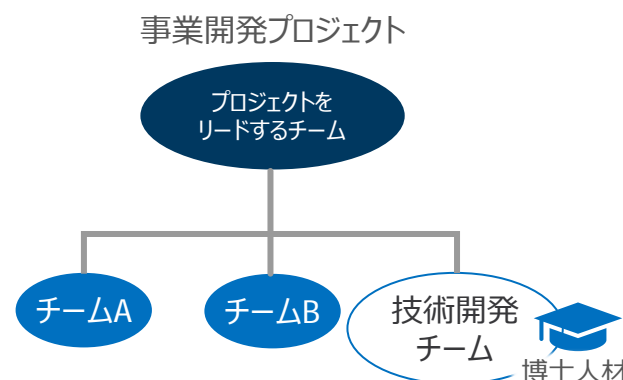 事業開発プロジェクト
プロジェクトを
リードするチーム
チームA
チームB
技術開発
チーム
博士人材